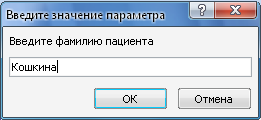 Введите значение параметра
Введите фамилию пациента
Кошкина
ОК
Отмена